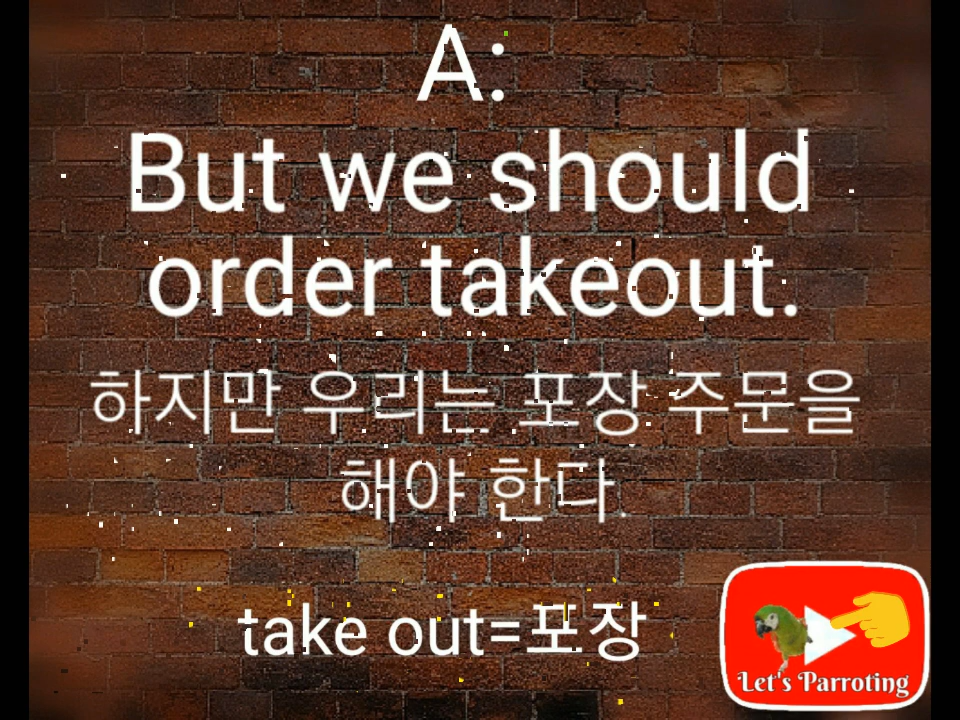 A:
But we should
order takeout.
하지만 우리는 포장 주문을
해야 한다.
take out=포장
Let's Parroting